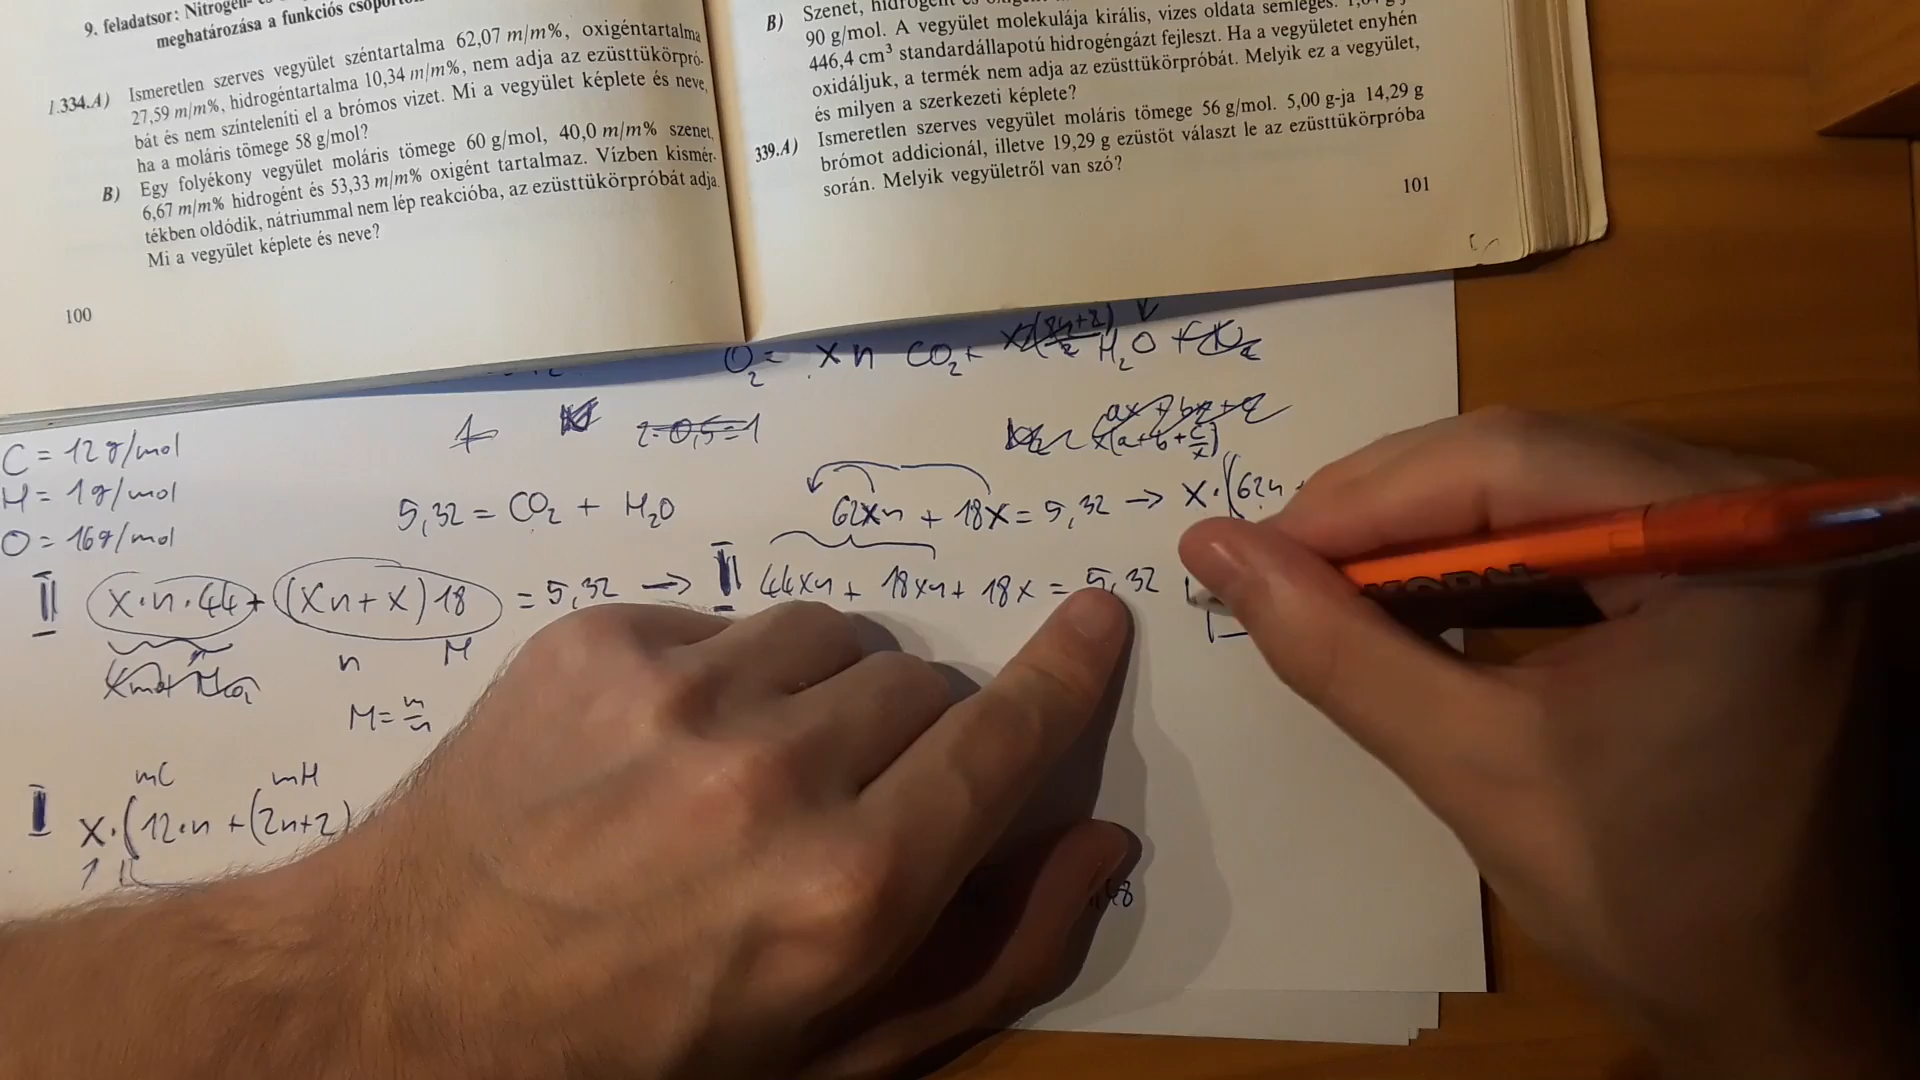 9. feladatsor: Nitrogén-
meghatározása a funkciós csoport
1.334.A) Ismeretlen szerves vegyület széntartalma 62,07 m/m%, oxigéntartalma
27,59 m/m%, hidrogéntartalma 10,34 m/m%, nem adja az ezüsttükörpró-
bát és nem színteleníti el a brómos vizet. Mi a vegyület képlete és neve,
ha a moláris tömege 58 g/mol?
B) Egy folyékony vegyület moláris tömege 60 g/mol, 40,0 m/m% szenet,
6,67 m/m% hidrogént és 53,33 m/m% oxigént tartalmaz. Vízben kismér-
tékben oldódik, nátriummal nem lép reakcióba, az ezüsttükörpróbát adja.
Mi a vegyület képlete és neve?
100
B) Szenet,
90 g/mol. A vegyület molekulája királis, vizes oldata semleges.
446,4 cm³ standardállapotú hidrogéngázt fejleszt. Ha a vegyületet enyhén
oxidáljuk, a termék nem adja az ezüsttükörpróbát. Melyik ez a vegyület,
és milyen a szerkezeti képlete?
339.A) Ismeretlen szerves vegyület moláris tömege 56 g/mol. 5,00 g-ja 14,29 g
brómot addicionál, illetve 19,29 g ezüstöt választ le az ezüsttükörpróba
során. Melyik vegyületről van szó?
101
O₂ = xn CO₂ + H₂O
C = 12 g/mol
H = 1 g/mol
O = 16 g/mol
5,32 = CO₂ + H₂O
62xn + 18x = 5,32 → x·(62n
II x·n·44 + (xn+x)18 = 5,32 → II 44xn + 18xn + 18x = 5,32
n M
M = m/n
mC mH
I x·(12·n + (2n+2)